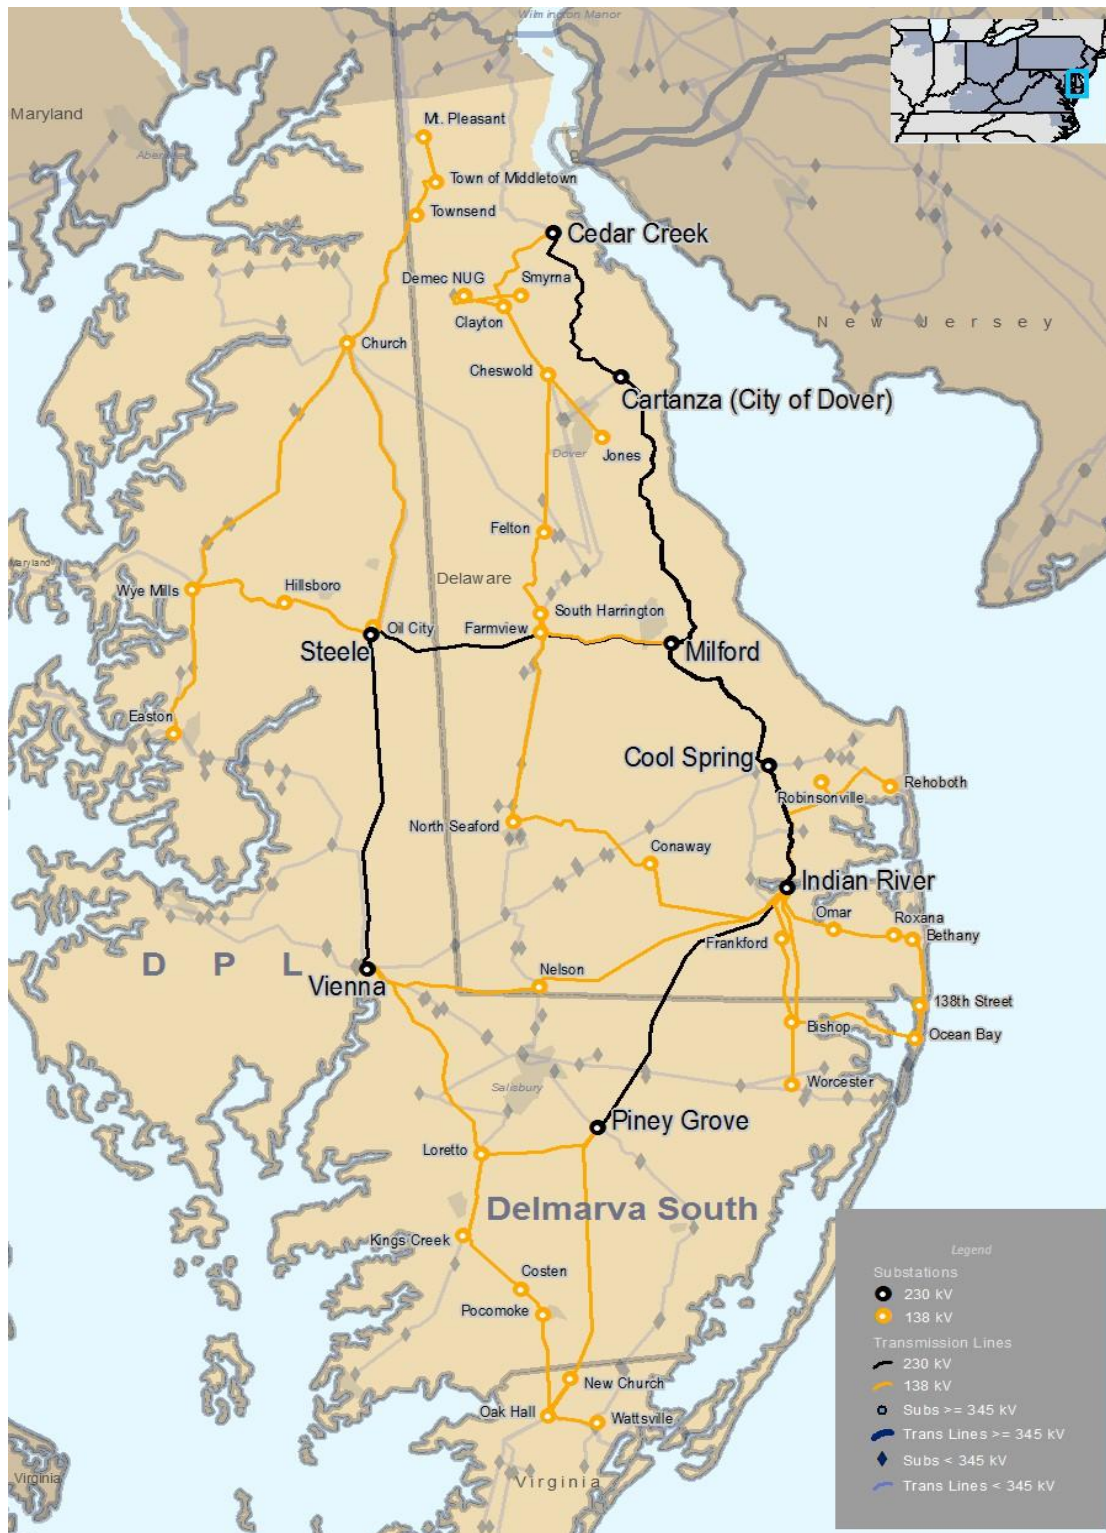 Wilmington Manor
Maryland
Mt. Pleasant
Town of Middletown
Townsend
Cedar Creek
Demec NUG
Smyrna
Clayton
New Jersey
Church
Cheswold
Cartanza (City of Dover)
Dover
Jones
Felton
Maryland
Delaware
Wye Mills
Hillsboro
South Harrington
Oil City
Farmview
Steele
Milford
Easton
Cool Spring
Robinsonville
Rehoboth
North Seaford
Conaway
Indian River
Omar
Roxana
Frankford
Bethany
DPL
Nelson
Vienna
138th Street
Bishop
Ocean Bay
Salisbury
Worcester
Piney Grove
Loretto
Delmarva South
Kings Creek
Costen
Pocomoke
New Church
Oak Hall
Wattsville
Virginia
Virginia
Legend
Substations
230 kV
138 kV
Transmission Lines
230 kV
138 kV
Subs >= 345 kV
Trans Lines >= 345 kV
Subs < 345 kV
Trans Lines < 345 kV